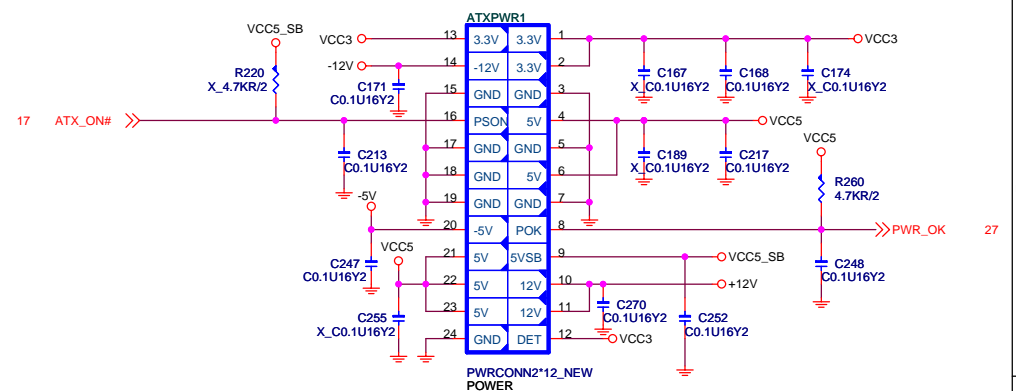 ATXPWR1
VCC5_SB
VCC3
13
3.3V
3.3V
1
VCC3
-12V
14
-12V
3.3V
2
R220
X_4.7KR/2
C171
C0.1U16Y2
C167
X_C0.1U16Y2
C168
C0.1U16Y2
C174
X_C0.1U16Y2
15
GND
GND
3
17
ATX_ON#
16
PSON
5V
4
VCC5
17
GND
GND
5
VCC5
C213
C0.1U16Y2
C189
X_C0.1U16Y2
C217
C0.1U16Y2
18
GND
5V
6
R260
4.7KR/2
-5V
19
GND
GND
7
20
-5V
POK
8
PWR_OK
27
VCC5
21
5V
5VSB
9
VCC5_SB
C247
C0.1U16Y2
C248
C0.1U16Y2
22
5V
12V
10
+12V
23
5V
12V
11
C270
C0.1U16Y2
C255
X_C0.1U16Y2
C252
C0.1U16Y2
24
GND
DET
12
VCC3
PWRCONN2*12_NEW
POWER